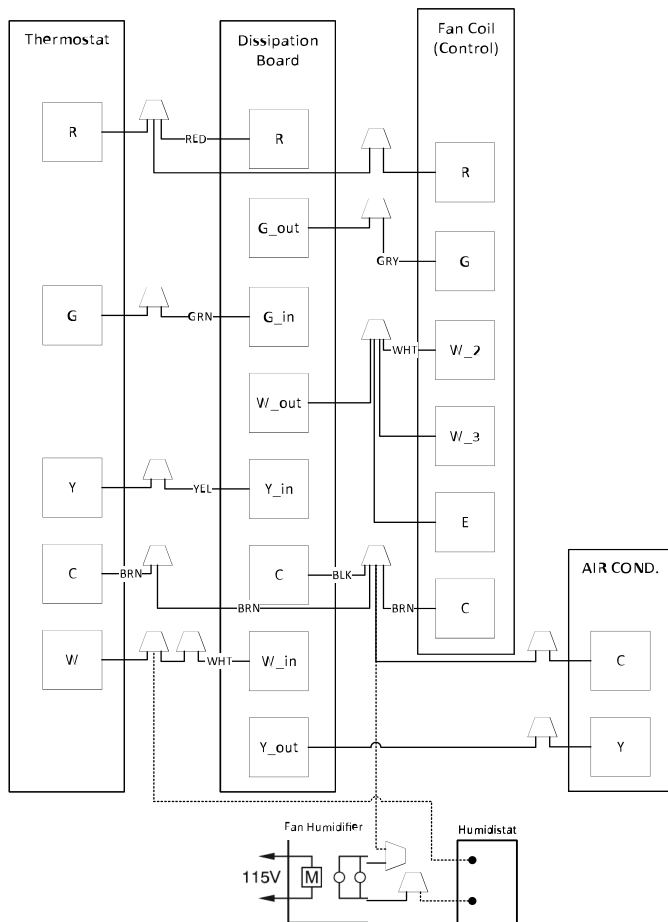 Thermostat
Dissipation
Board
Fan Coil
(Control)
R
RED
R
R
G_out
GRY
G
G
GRN
G_in
WHT
W_2
W_out
W_3
Y
YEL
Y_in
E
C
BRN
BRN
C
BLK
BRN
C
AIR COND.
W
WHT
W_in
C
Y_out
Y
Fan Humidifier
Humidistat
115V
M